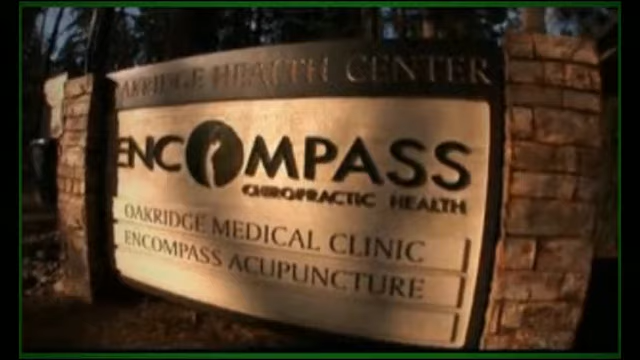 OAKRIDGE HEALTH CENTER
ENCOMPASS
CHIROPRACTIC HEALTH
OAKRIDGE MEDICAL CLINIC
ENCOMPASS ACUPUNCTURE